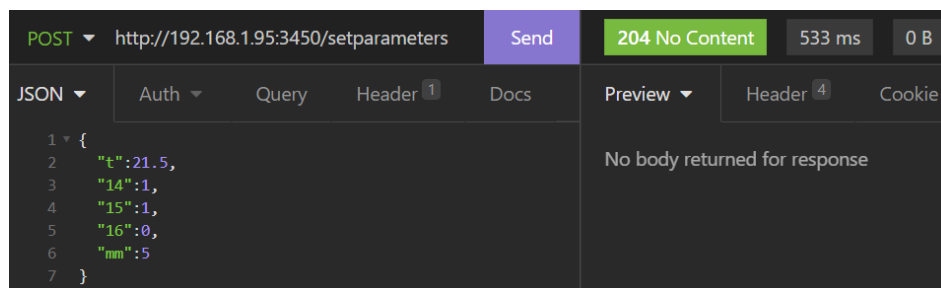 POST http://192.168.1.95:3450/setparameters Send 204 No Content 533 ms 0 B
JSON Auth Query Header 1 Docs Preview Header 4 Cookie
1 {
2 "t":21.5,
3 "14":1,
4 "15":1,
5 "16":0,
6 "mm":5
7 }
No body returned for response